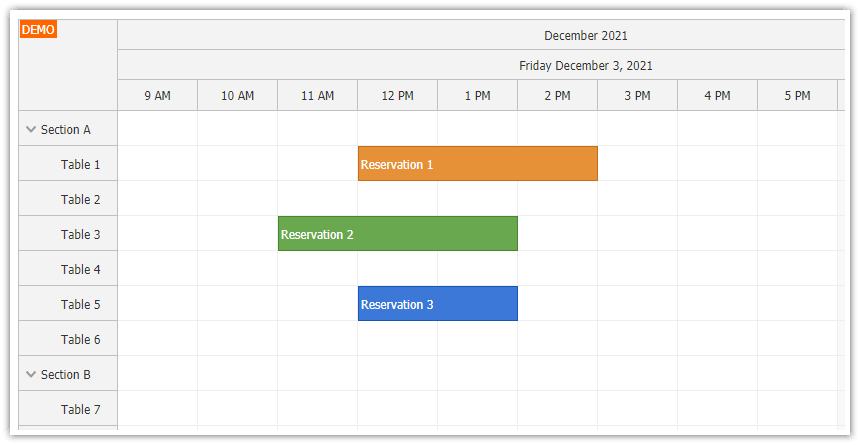 DEMO
December 2021
Friday December 3, 2021
9 AM 10 AM 11 AM 12 PM 1 PM 2 PM 3 PM 4 PM 5 PM
Section A
Table 1 Reservation 1
Table 2
Table 3 Reservation 2
Table 4
Table 5 Reservation 3
Table 6
Section B
Table 7